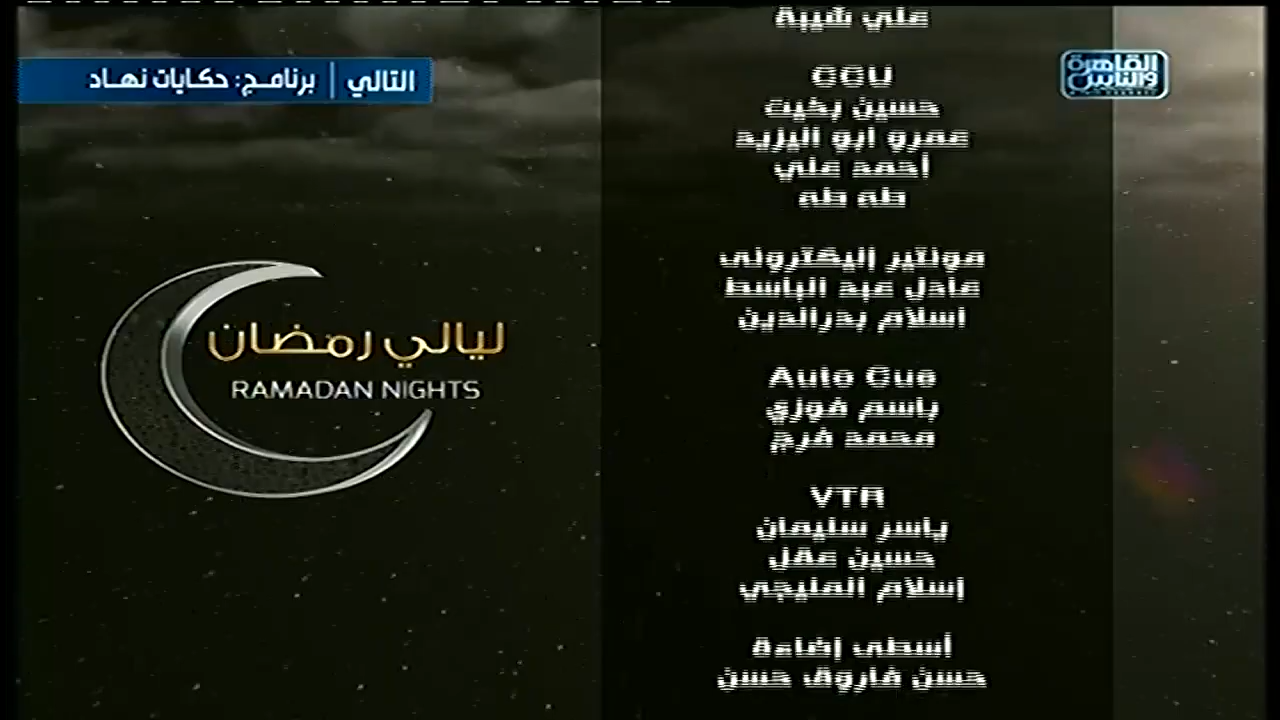 علي شيبة
التالي | برنامج: حكايات نهاد
القاهرة
والناس
CCU
حسين بخيت
عمرو ابو اليزيد
أحمد علي
طه طه
مونتير إليكترونى
عادل عبد الباسط
اسلام بدرالدين
ليالي رمضان
RAMADAN NIGHTS
Auto Cue
باسم فوزي
محمد فرج
VTR
ياسر سليمان
حسين عقل
إسلام المليجي
أسطى إضاءة
حسن فاروق حسن